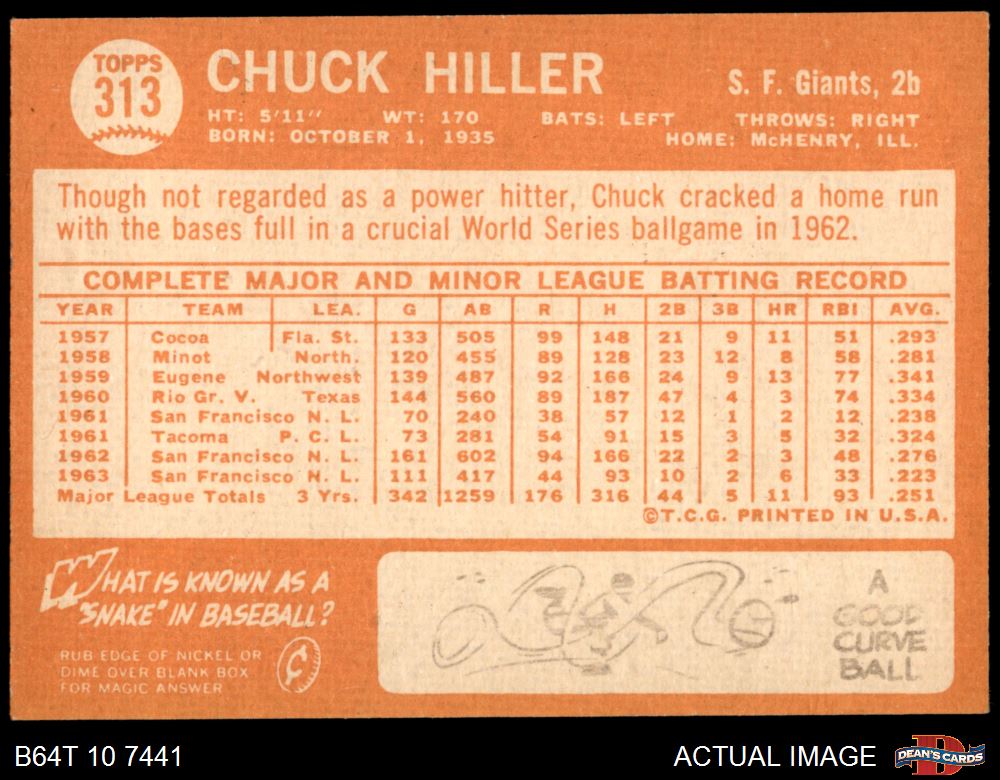 TOPPS
313
CHUCK HILLER
S. F. Giants, 2b
HT: 5'11" WT: 170 BATS: LEFT THROWS: RIGHT
BORN: OCTOBER 1, 1935 HOME: McHENRY, ILL.
Though not regarded as a power hitter, Chuck cracked a home run
with the bases full in a crucial World Series ballgame in 1962.
COMPLETE MAJOR AND MINOR LEAGUE BATTING RECORD
YEAR TEAM LEA. G AB R H 2B 3B HR RBI AVG.
1957 Cocoa Fla. St. 133 505 99 148 21 9 11 51 .293
1958 Minot North. 120 455 89 128 23 12 8 58 .281
1959 Eugene Northwest 139 487 92 166 24 9 13 77 .341
1960 Rio Gr. V. Texas 144 560 89 187 47 4 3 74 .334
1961 San Francisco N. L. 70 240 38 57 12 1 2 12 .238
1961 Tacoma P. C. L. 73 281 54 91 15 3 5 32 .324
1962 San Francisco N. L. 161 602 94 166 22 2 3 48 .276
1963 San Francisco N. L. 111 417 44 93 10 2 6 33 .223
Major League Totals 3 Yrs. 342 1259 176 316 44 5 11 93 .251
©T.C.G. PRINTED IN U.S.A.
WHAT IS KNOWN AS A
"SNAKE" IN BASEBALL?
RUB EDGE OF NICKEL OR
DIME OVER BLANK BOX
FOR MAGIC ANSWER
A
GOOD
CURVE
BALL
B64T 10 7441
ACTUAL IMAGE
DEAN'S CARDS